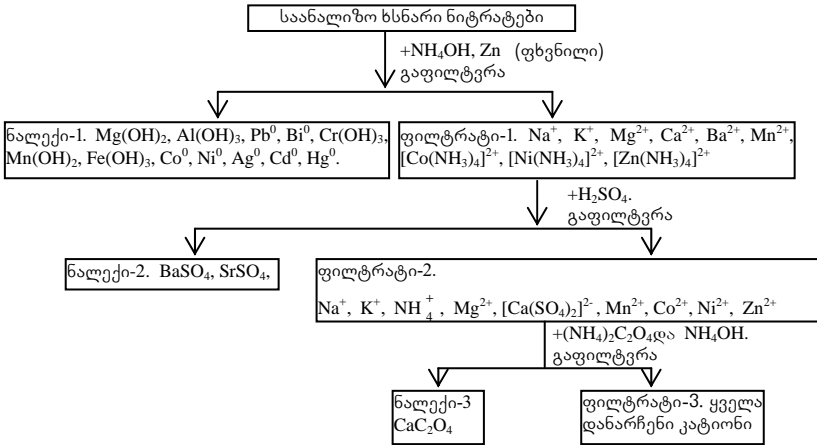 საანალიზო ხსნარი ნიტრატები
+NH₄OH, Zn (ფხვნილი)
გაფილტვრა
ნალექი-1. Mg(OH)₂, Al(OH)₃, Pb⁰, Bi⁰, Cr(OH)₃,
Mn(OH)₂, Fe(OH)₃, Co⁰, Ni⁰, Ag⁰, Cd⁰, Hg⁰.
ფილტრატი-1. Na⁺, K⁺, Mg²⁺, Ca²⁺, Ba²⁺, Mn²⁺,
[Co(NH₃)₄]²⁺, [Ni(NH₃)₄]²⁺, [Zn(NH₃)₄]²⁺
+H₂SO₄.
გაფილტვრა
ნალექი-2. BaSO₄, SrSO₄,
ფილტრატი-2.
Na⁺, K⁺, NH₄⁺, Mg²⁺, [Ca(SO₄)₂]²⁻, Mn²⁺, Co²⁺, Ni²⁺, Zn²⁺
+(NH₄)₂C₂O₄და NH₄OH.
გაფილტვრა
ნალექი-3
CaC₂O₄
ფილტრატი-3. ყველა
დანარჩენი კატიონი